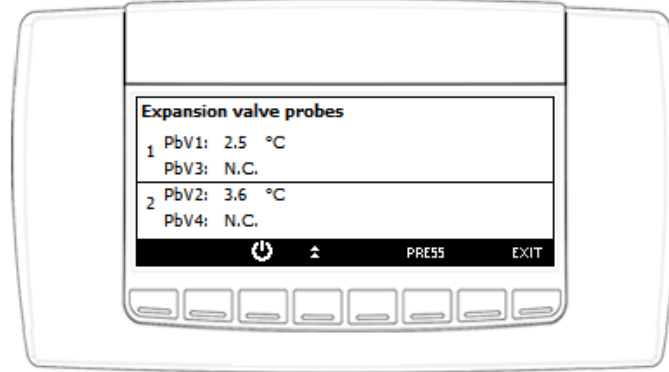 Expansion valve probes
1 PbV1: 2.5 °C
PbV3: N.C.
2 PbV2: 3.6 °C
PbV4: N.C.
PRESS EXIT